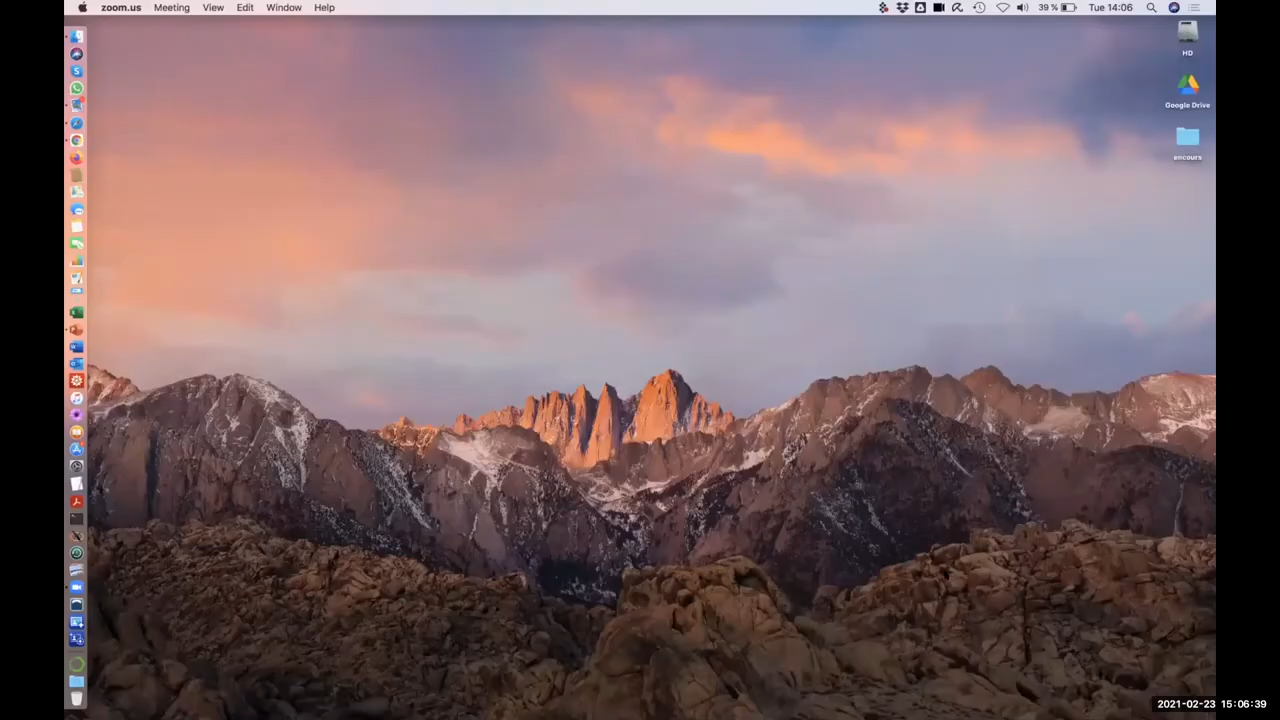 zoom.us Meeting View Edit Window Help 39 % Tue 14:06
HD
Google Drive
encours
2021-02-23 15:06:39